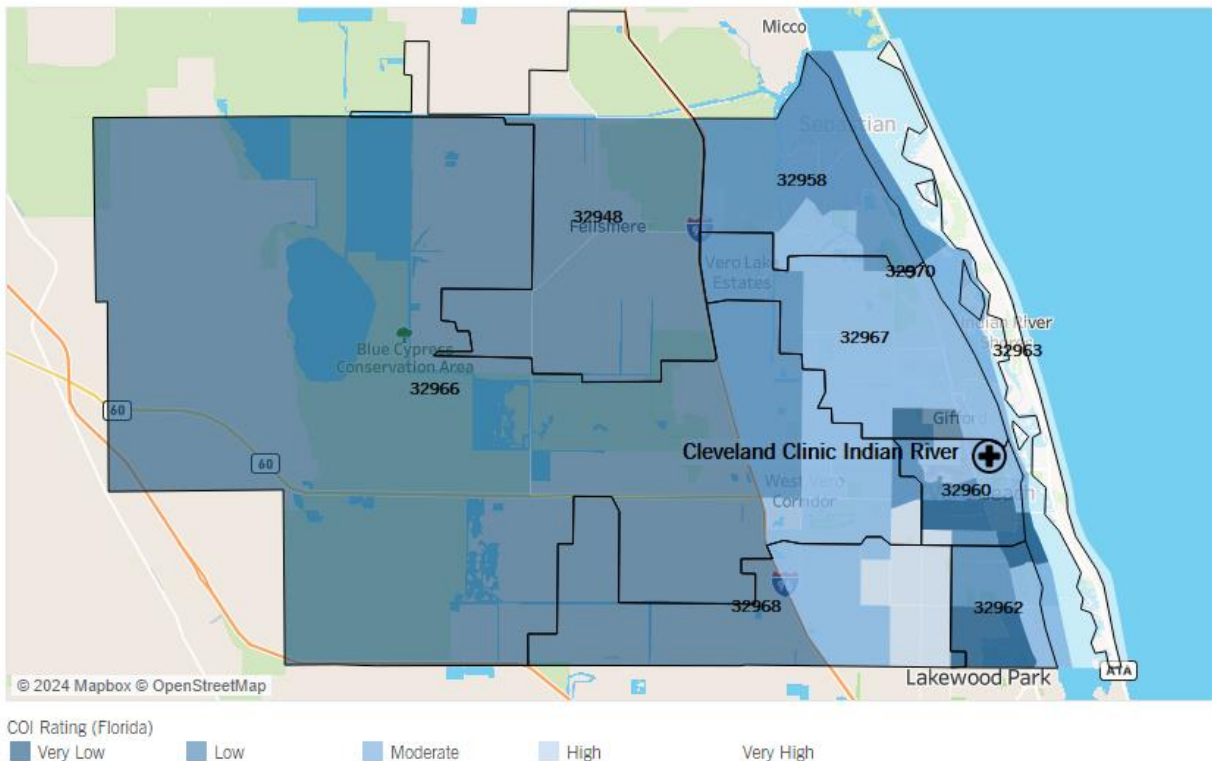 Micco
Sebastian
32958
32948
Fellsmere
32970
Vero Lake
Estates
Indian River
Shores
32967
32963
Blue Cypress
Conservation Area
32966
60
Gifford
Cleveland Clinic Indian River
60
West Vero
Corridor
32960
Beach
32968
32962
Lakewood Park
A1A
© 2024 Mapbox © OpenStreetMap
COI Rating (Florida)
Very Low Low Moderate High Very High